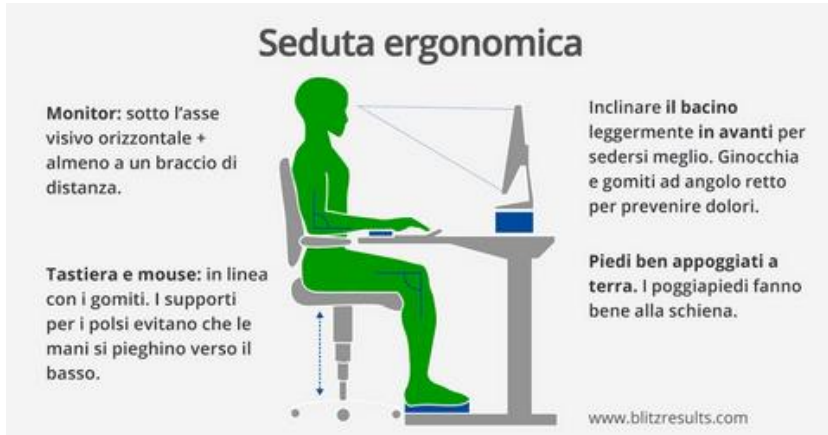 Seduta ergonomica
Monitor: sotto l'asse
visivo orizzontale +
almeno a un braccio di
distanza.
Tastiera e mouse: in linea
con i gomiti. I supporti
per i polsi evitano che le
mani si pieghino verso il
basso.
Inclinare il bacino
leggermente in avanti per
sedersi meglio. Ginocchia
e gomiti ad angolo retto
per prevenire dolori.
Piedi ben appoggiati a
terra. I poggiapiedi fanno
bene alla schiena.
www.blitzresults.com